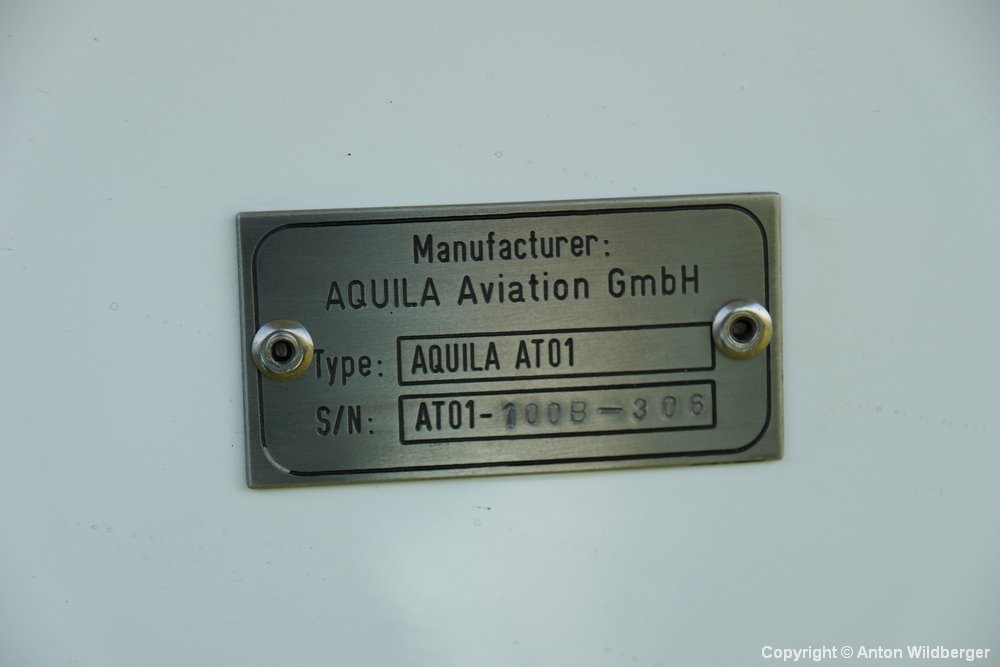 Manufacturer:
AQUILA Aviation GmbH
Type: AQUILA AT01
S/N: AT01-100B-306
Copyright © Anton Wildberger